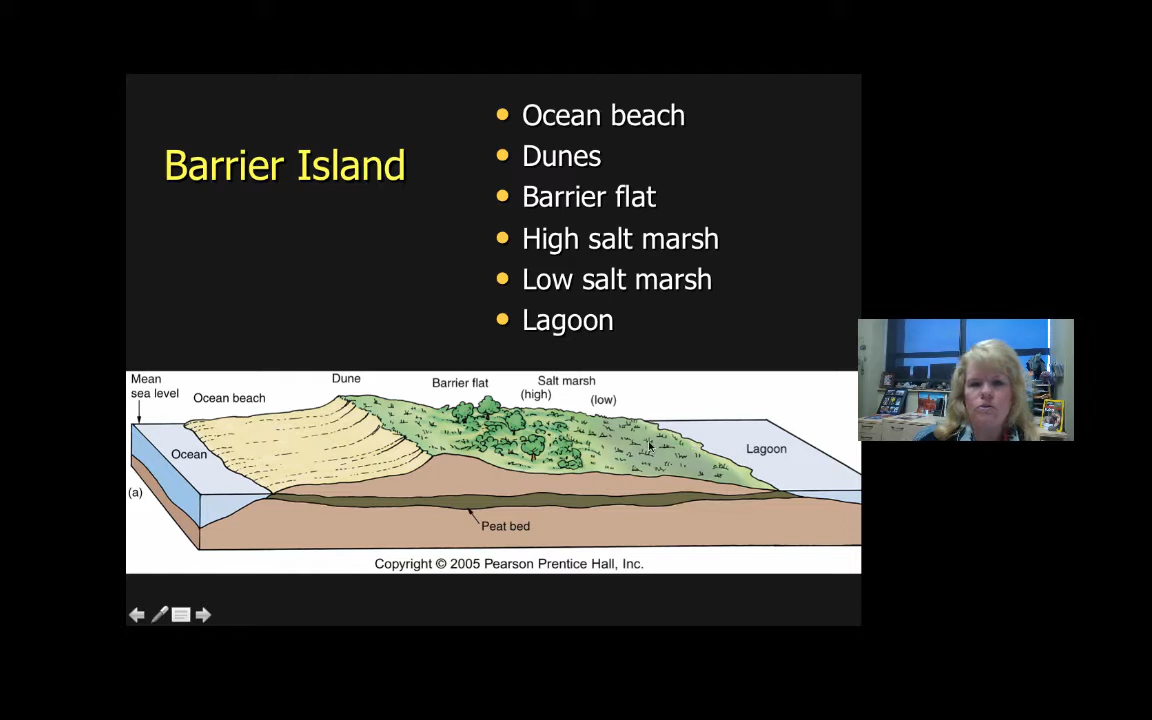 Barrier Island
Ocean beach
Dunes
Barrier flat
High salt marsh
Low salt marsh
Lagoon
Mean
sea level
Ocean beach
Dune
Barrier flat
Salt marsh
(high)
(low)
Ocean
Lagoon
(a)
Peat bed
Copyright © 2005 Pearson Prentice Hall, Inc.